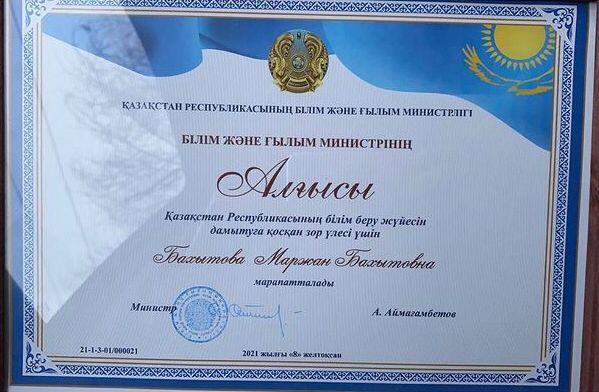 ҚАЗАҚСТАН РЕСПУБЛИКАСЫНЫҢ БІЛІМ ЖӘНЕ ҒЫЛЫМ МИНИСТРЛІГІ
БІЛІМ ЖӘНЕ ҒЫЛЫМ МИНИСТРІНІҢ
Алғысы
Қазақстан Республикасының білім беру жүйесін
дамытуға қосқан зор үлесі үшін
Бахытова Маржан Бахытовна
марапатталады
Министр А. Аймагамбетов
21-1-3-01/000021
2021 жылғы «8» желтоқсан